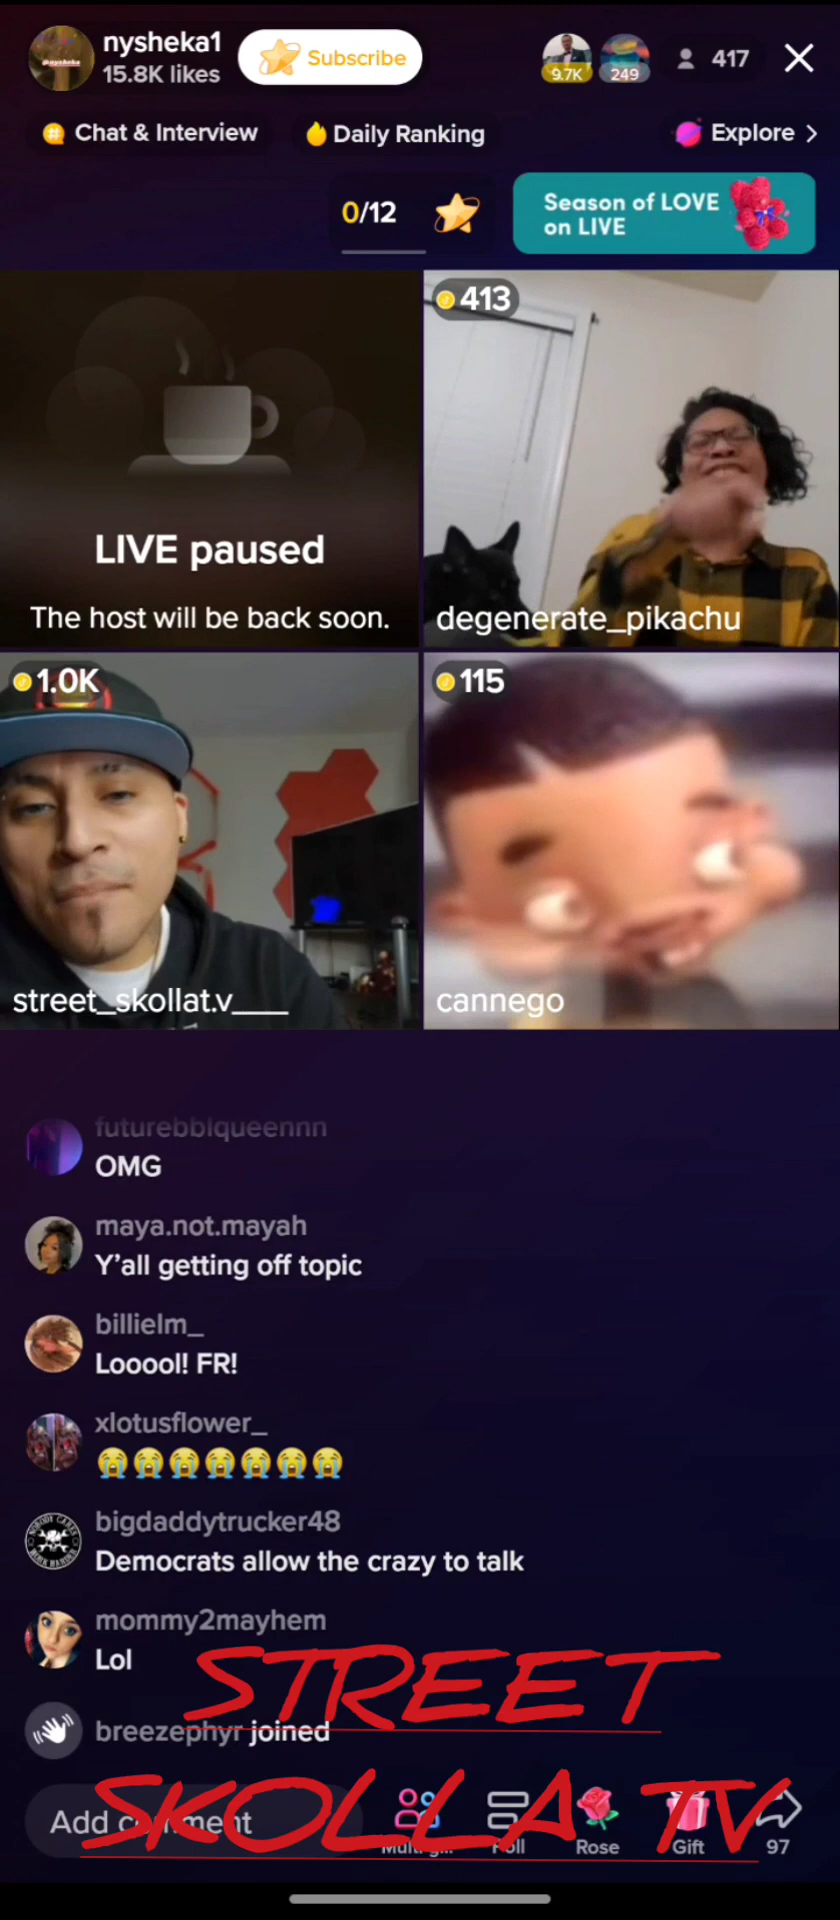 nysheka1
15.8K likes
Subscribe
9.7K
249
417
Chat & Interview
Daily Ranking
Explore
0/12
Season of LOVE
on LIVE
LIVE paused
The host will be back soon.
413
degenerate_pikachu
1.0K
street_skollat.v____
115
cannego
futurebblqueennn
OMG
maya.not.mayah
Y'all getting off topic
billielm_
Looool! FR!
xlotusflower_
😭😭😭😭😭😭😭
bigdaddytrucker48
Democrats allow the crazy to talk
mommy2mayhem
Lol
STREET
breezephyr joined
SKOLLA TV
Add comment
Multi-g...
Poll
Rose
Gift
97